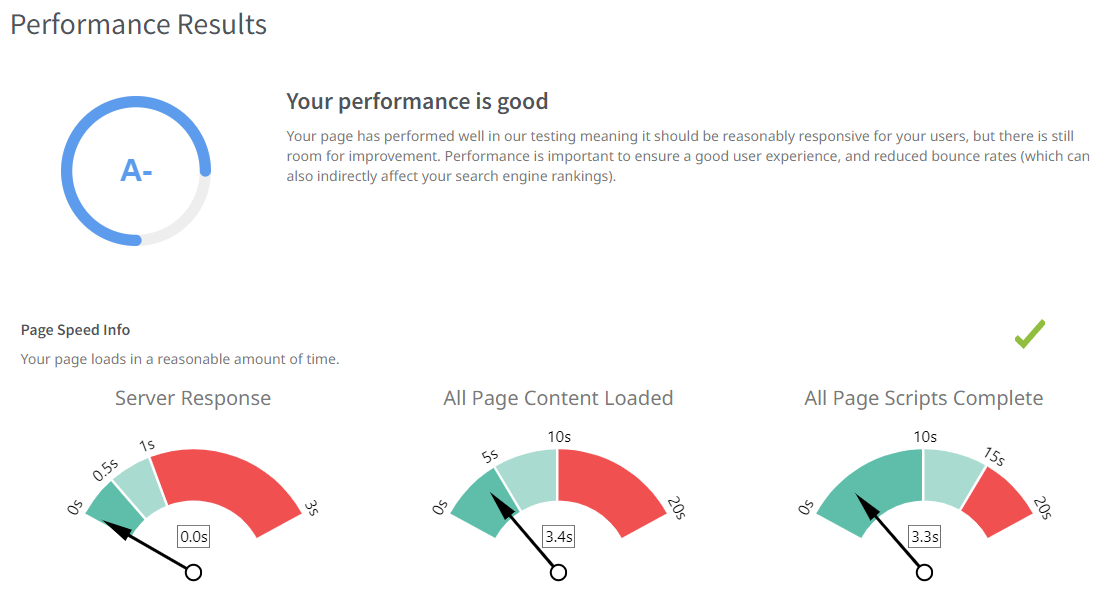 Performance Results
A-
Your performance is good
Your page has performed well in our testing meaning it should be reasonably responsive for your users, but there is still
room for improvement. Performance is important to ensure a good user experience, and reduced bounce rates (which can
also indirectly affect your search engine rankings).
Page Speed Info
Your page loads in a reasonable amount of time.
Server Response
0s
0.5s
1s
3s
0.0s
All Page Content Loaded
0s
5s
10s
20s
3.4s
All Page Scripts Complete
0s
10s
15s
20s
3.3s